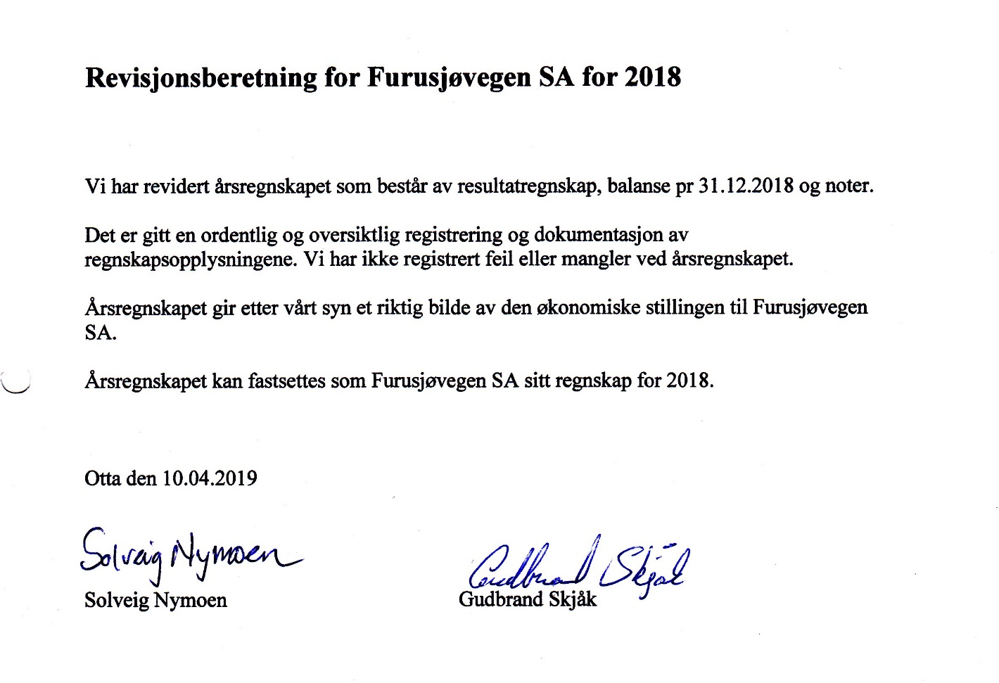 Revisjonsberetning for Furusjøvegen SA for 2018
Vi har revidert årsregnskapet som består av resultatregnskap, balanse pr 31.12.2018 og noter.
Det er gitt en ordentlig og oversiktlig registrering og dokumentasjon av
regnskapsopplysningene. Vi har ikke registrert feil eller mangler ved årsregnskapet.
Årsregnskapet gir etter vårt syn et riktig bilde av den økonomiske stillingen til Furusjøvegen
SA.
Årsregnskapet kan fastsettes som Furusjøvegen SA sitt regnskap for 2018.
Otta den 10.04.2019
Solveig Nymoen Gudbrand Skjåk
Solveig Nymoen Gudbrand Skjåk